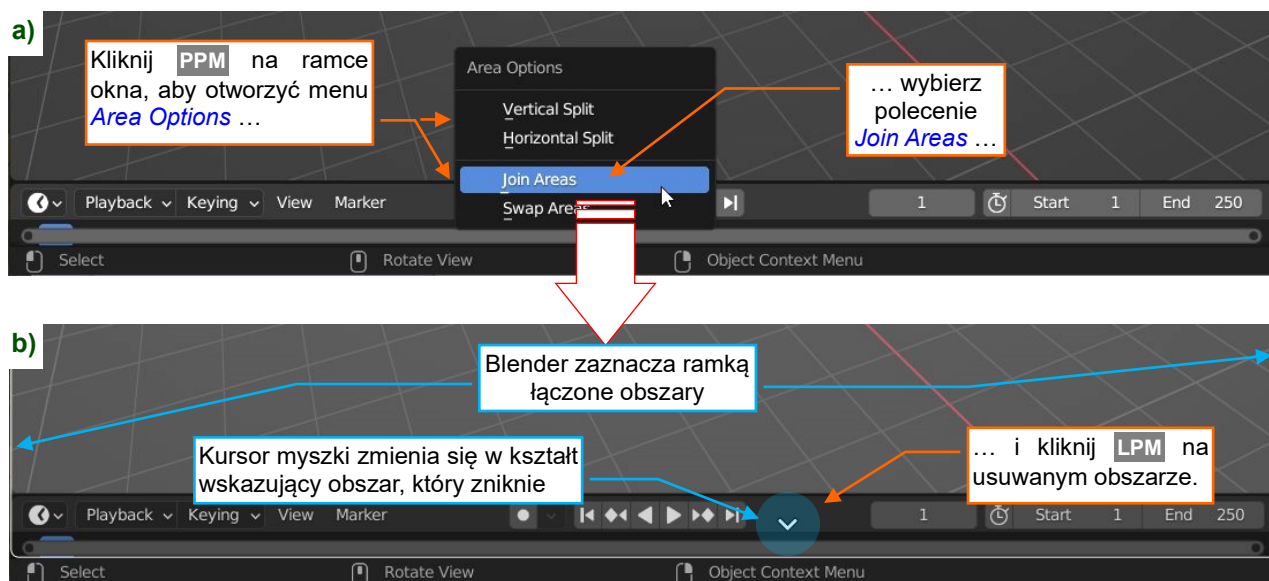 a)
Kliknij PPM na ramce
okna, aby otworzyć menu
Area Options …
Area Options
Vertical Split
Horizontal Split
Join Areas
Swap Areas
… wybierz
polecenie
Join Areas …
Playback Keying View Marker 1 Start 1 End 250
Select Rotate View Object Context Menu
b)
Blender zaznacza ramką
łączone obszary
Kursor myszki zmienia się w kształt
wskazujący obszar, który zniknie
… i kliknij LPM na
usuwanym obszarze.
Playback Keying View Marker 1 Start 1 End 250
Select Rotate View Object Context Menu